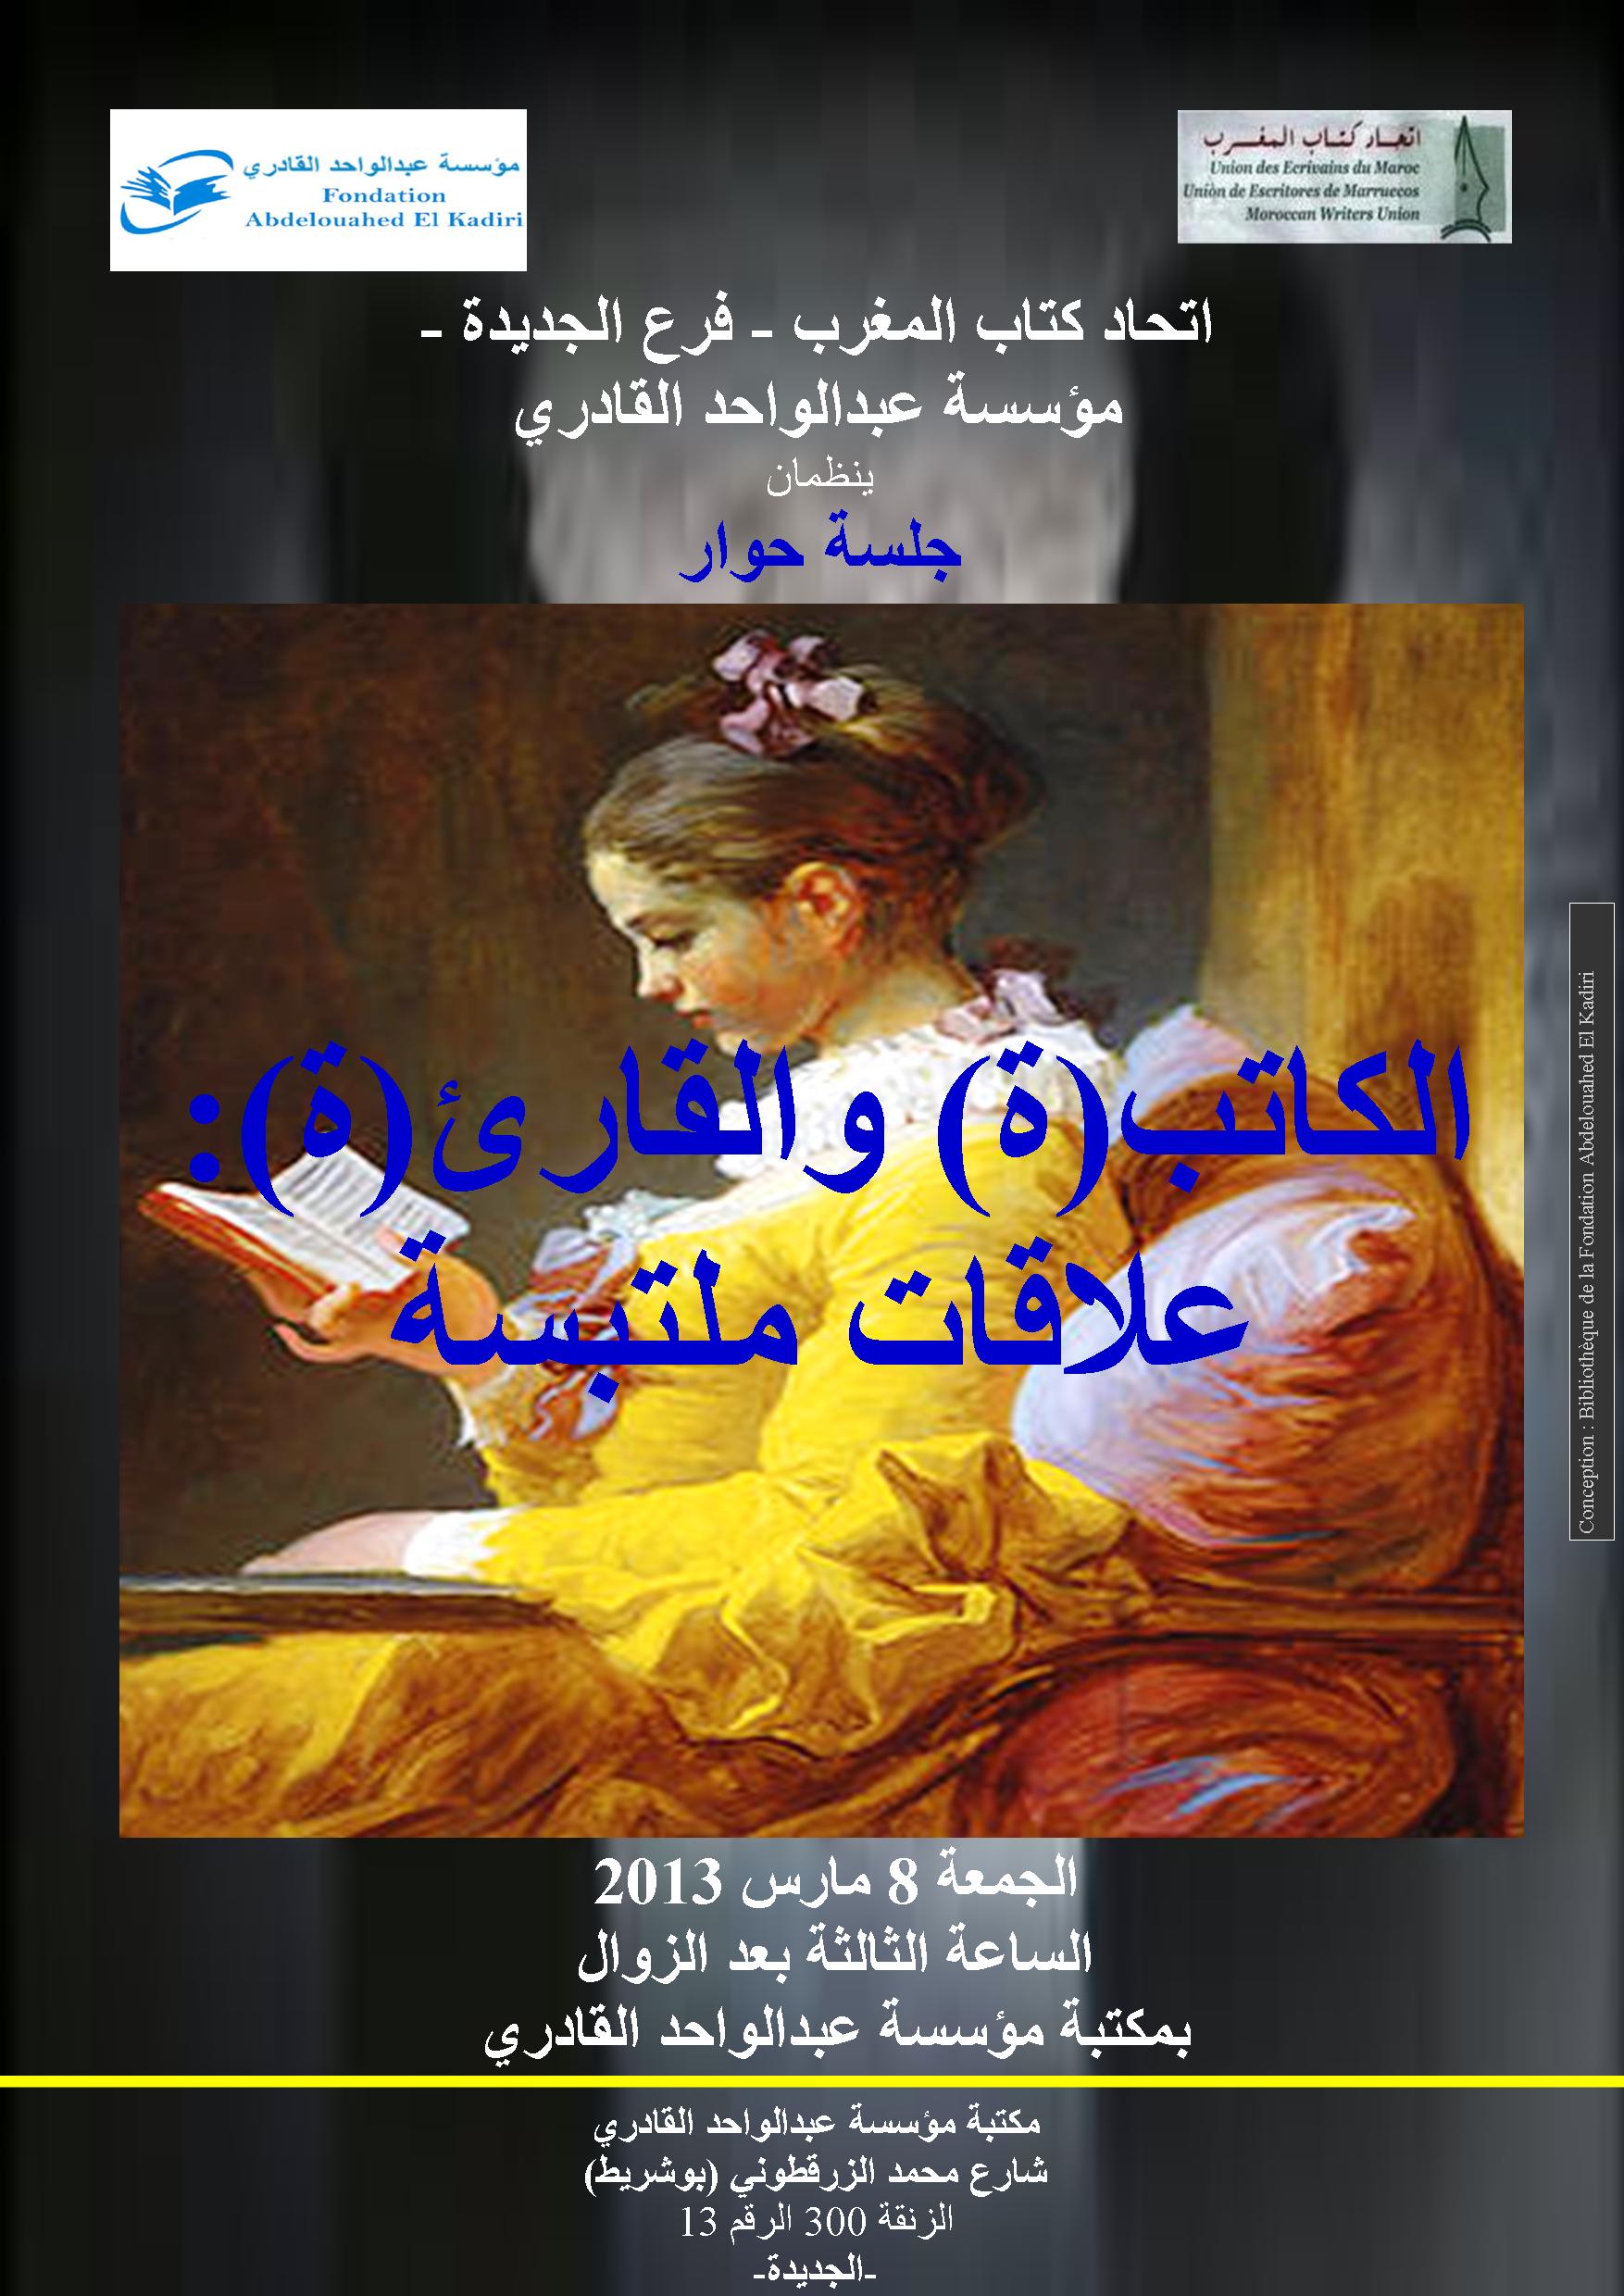 مؤسسة عبدالواحد القادري
Fondation
Abdelouahed El Kadiri
اتحاد كتاب المغرب
Union des Ecrivains du Maroc
Uniòn de Escritores de Marruecos
Moroccan Writers Union
اتحاد كتاب المغرب - فرع الجديدة -
مؤسسة عبدالواحد القادري
ينظمان
جلسة حوار
الكاتب(ة) والقارئ(ة):
علاقات ملتبسة
Conception : Bibliothèque de la Fondation Abdelouahed El Kadiri
الجمعة 8 مارس 2013
الساعة الثالثة بعد الزوال
بمكتبة مؤسسة عبدالواحد القادري
مكتبة مؤسسة عبدالواحد القادري
شارع محمد الزرقطوني (بوشريط)
الزنقة 300 الرقم 13
-الجديدة-